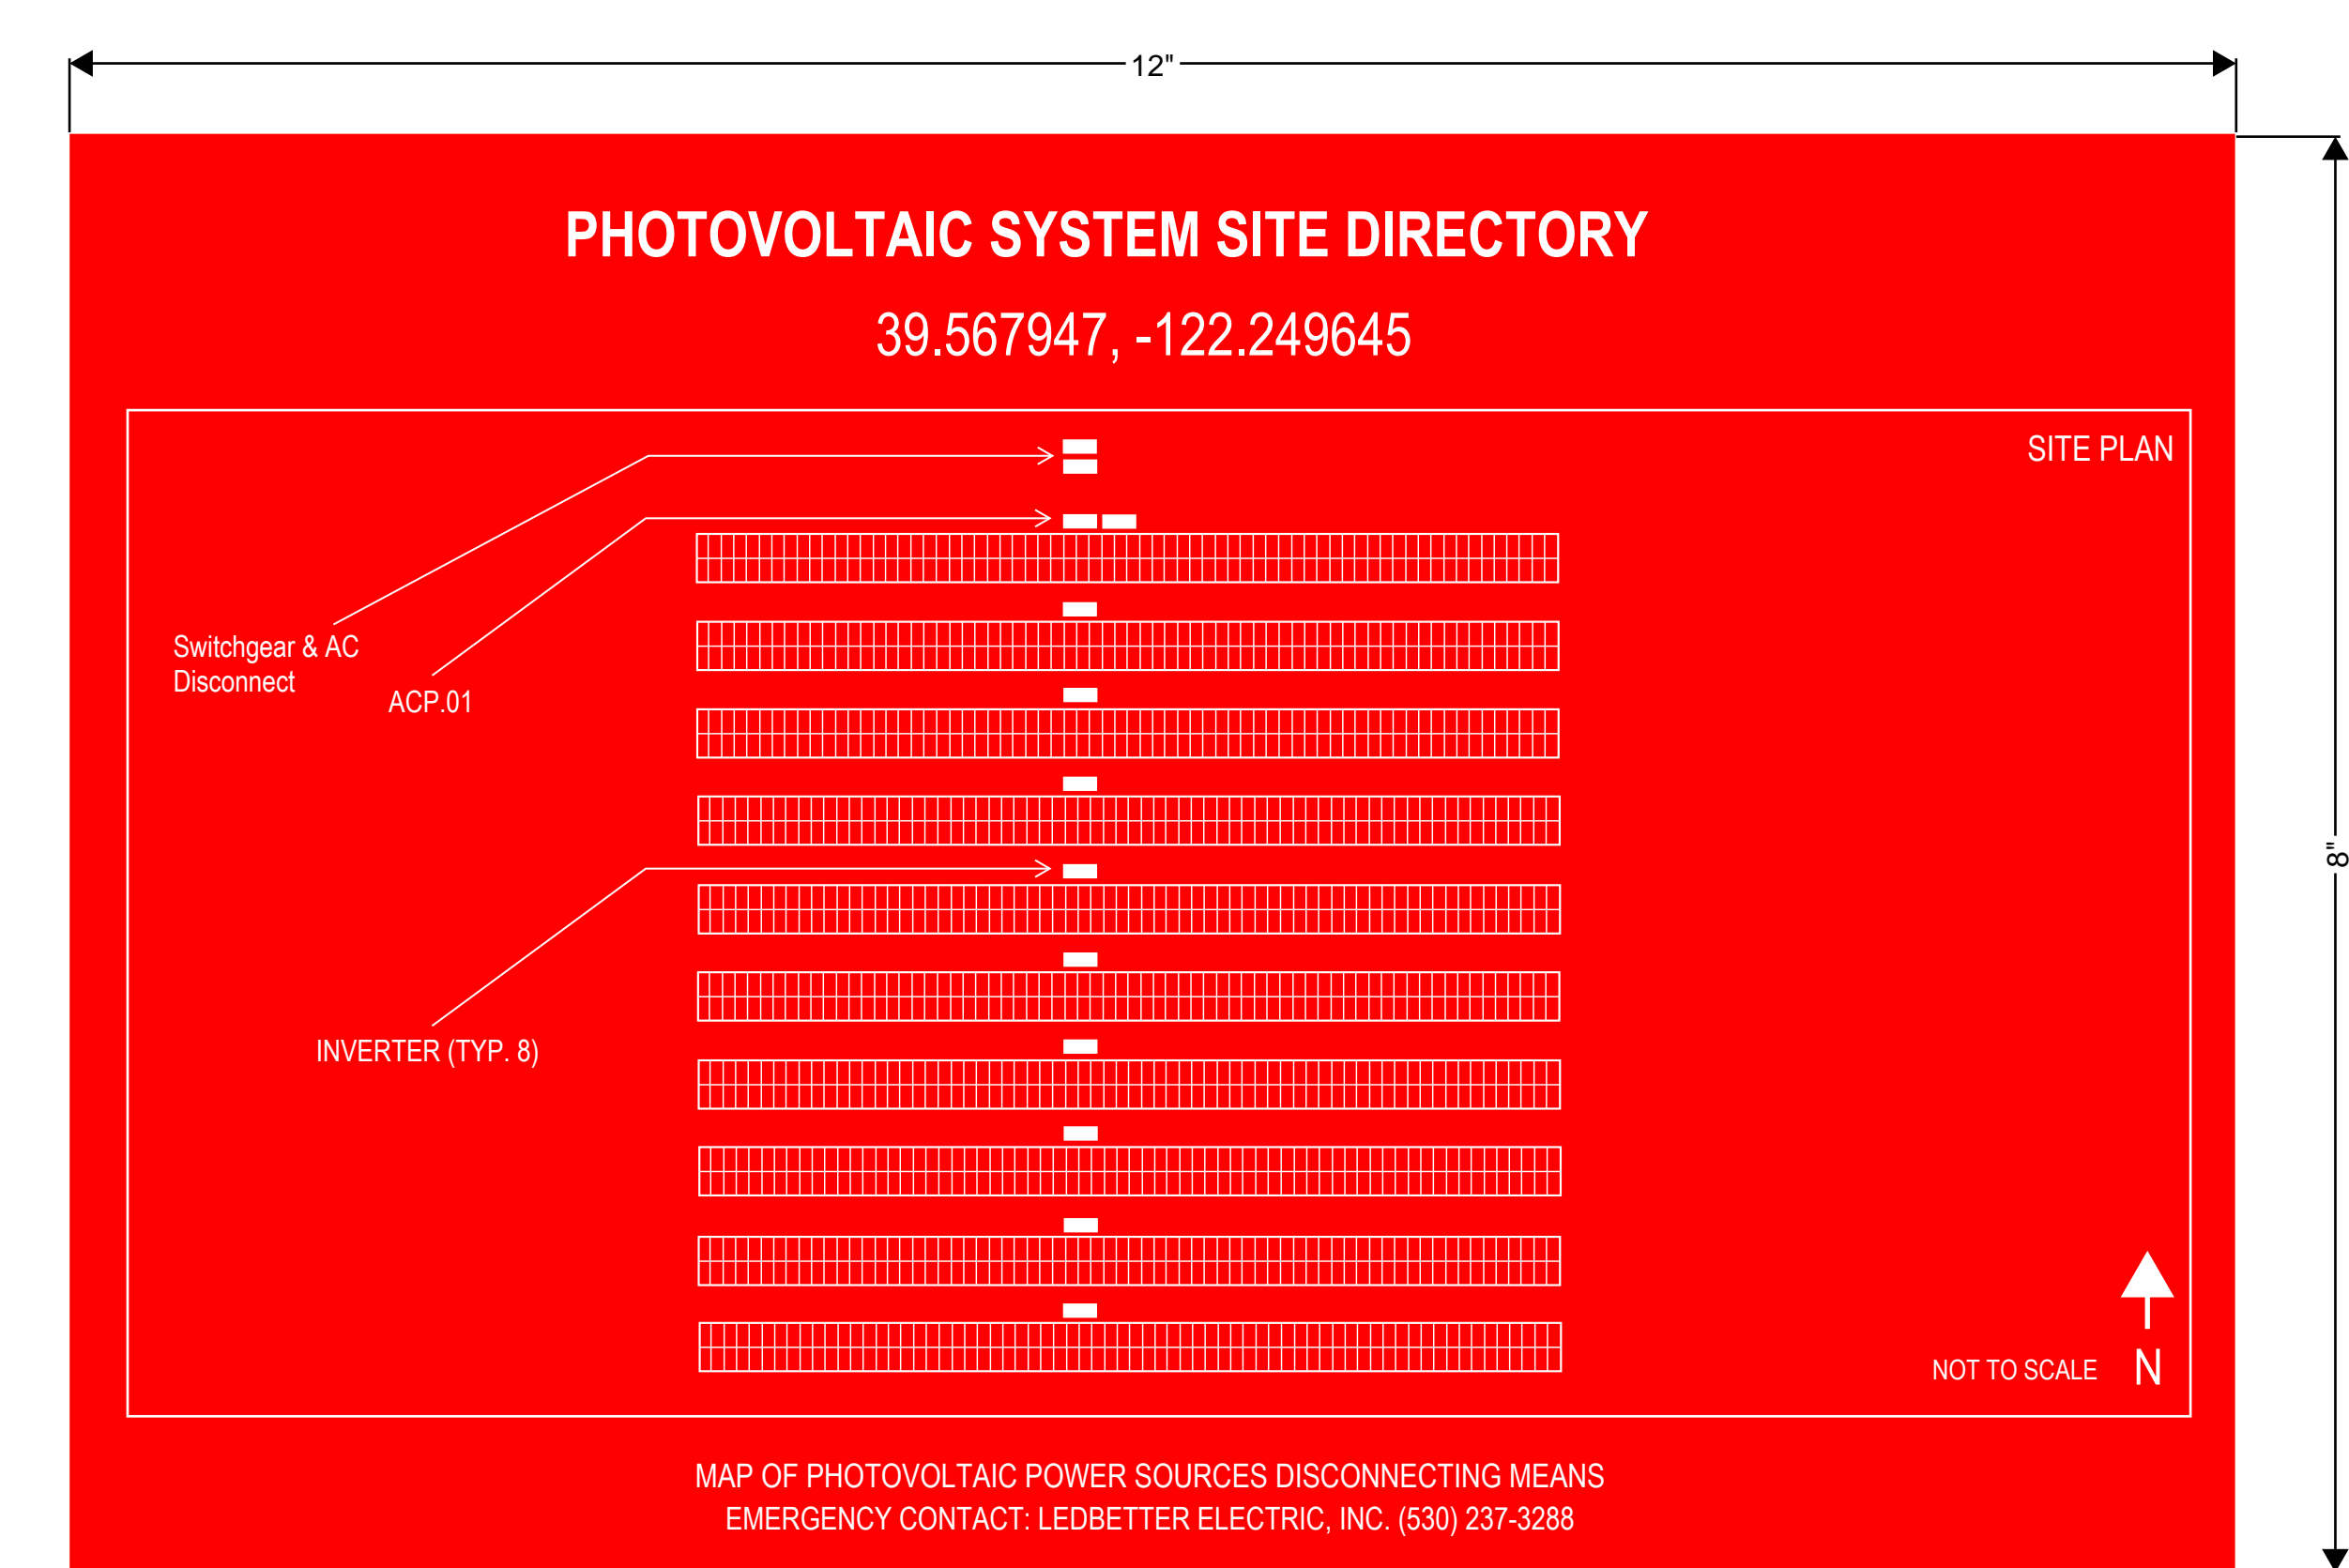 12"
PHOTOVOLTAIC SYSTEM SITE DIRECTORY
39.567947, -122.249645
SITE PLAN
Switchgear & AC
Disconnect
ACP.01
8"
INVERTER (TYP. 8)
NOT TO SCALE
N
MAP OF PHOTOVOLTAIC POWER SOURCES DISCONNECTING MEANS
EMERGENCY CONTACT: LEDBETTER ELECTRIC, INC. (530) 237-3288